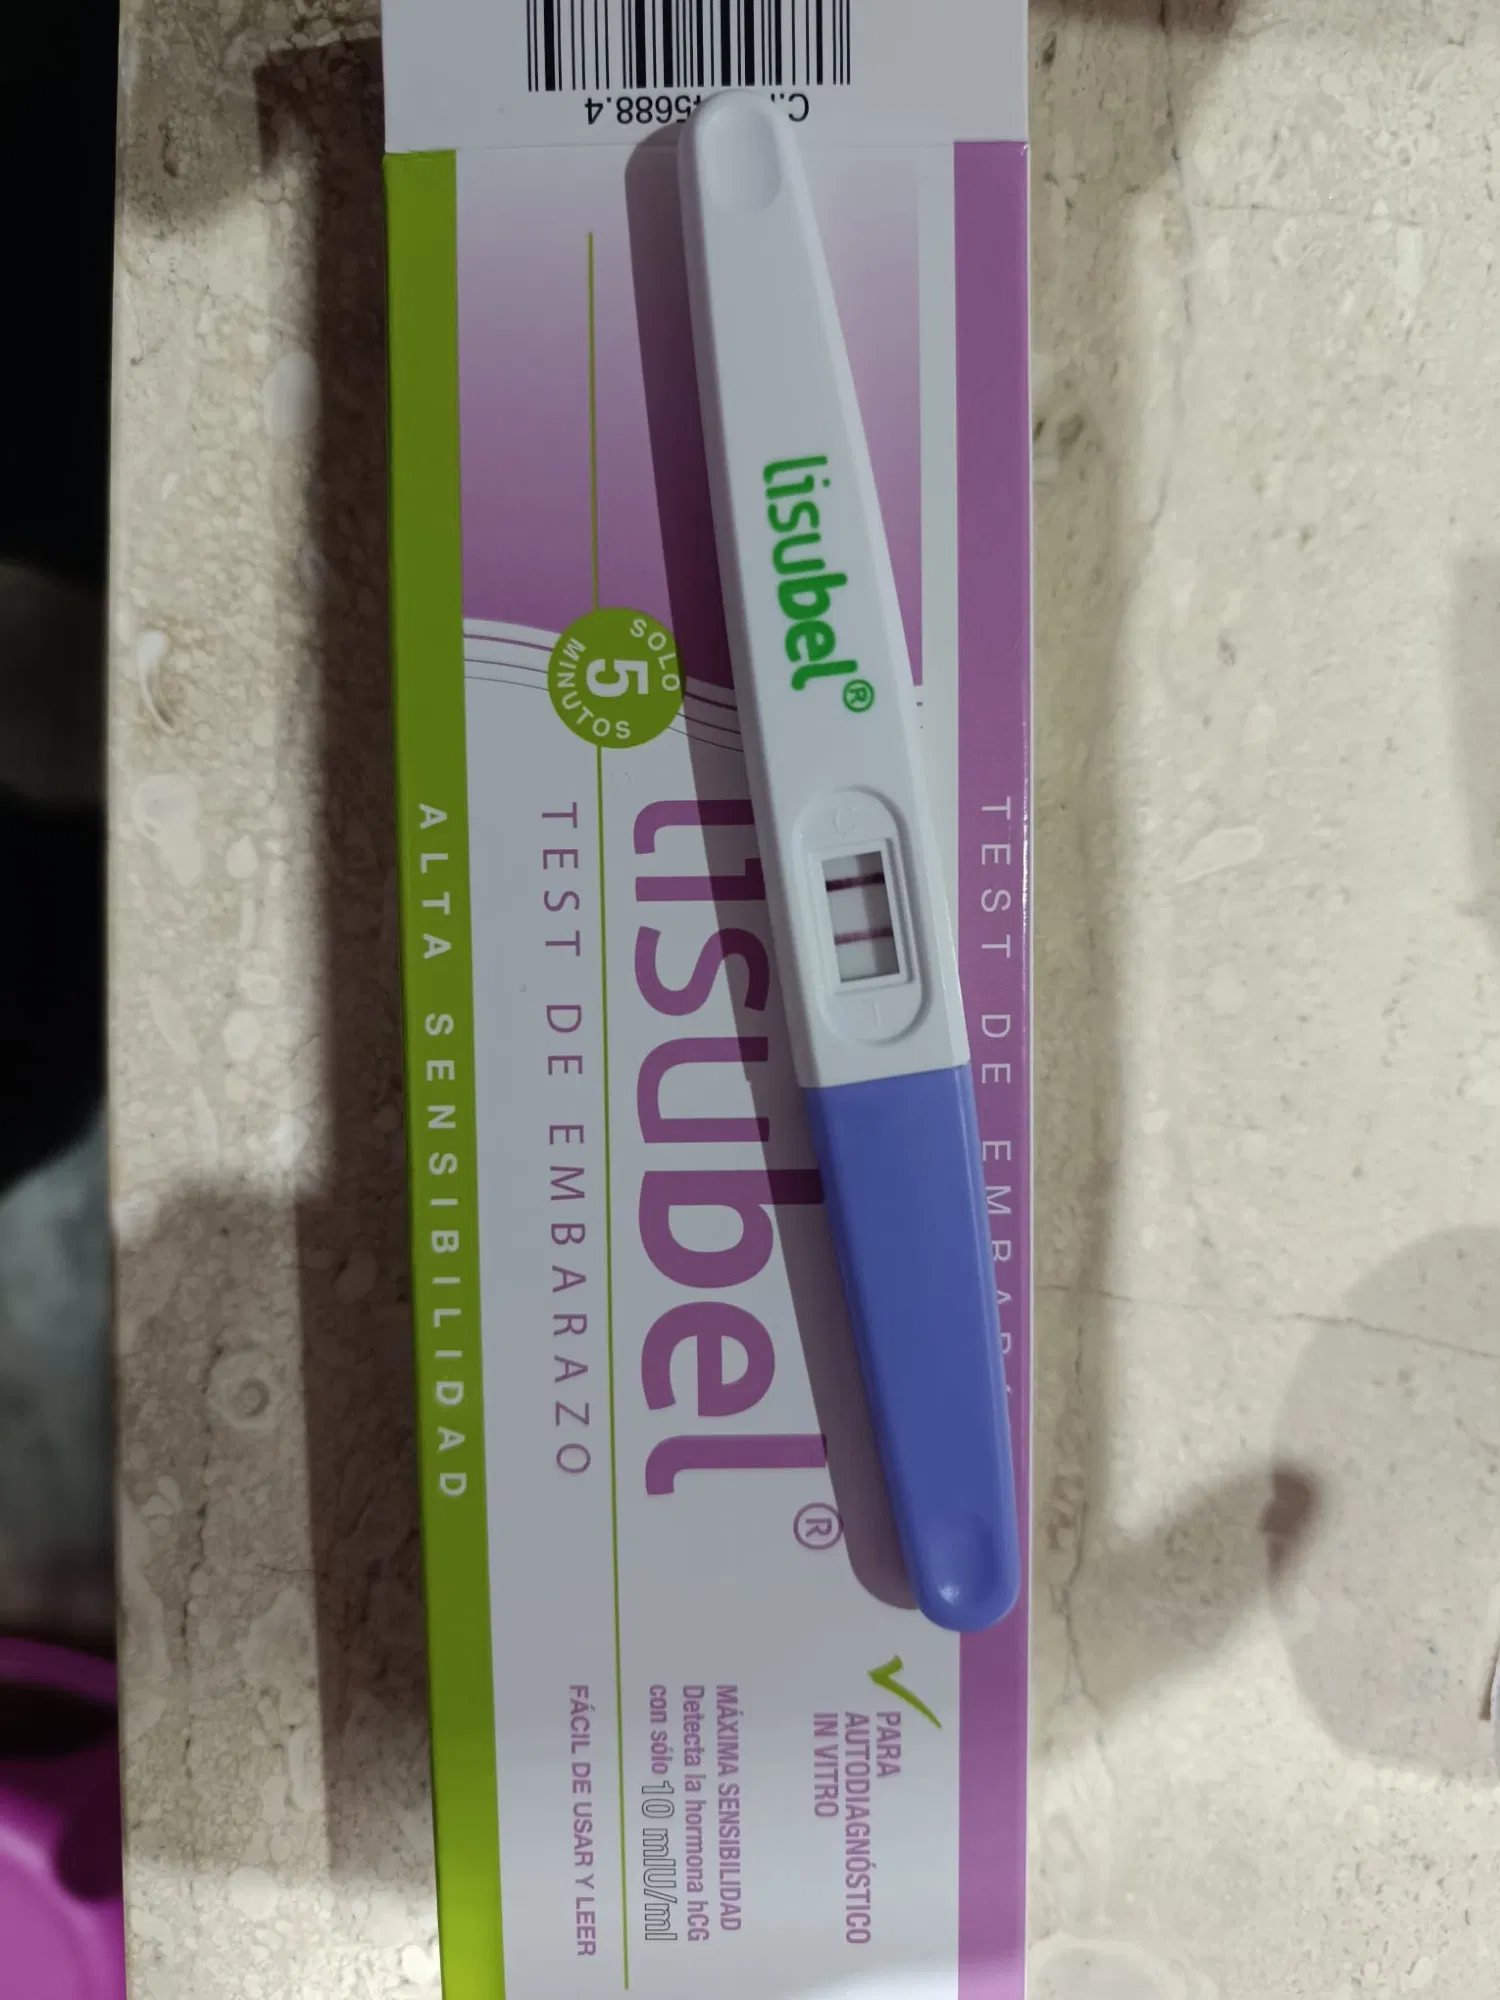 C.
5688.4
lisubel®
C
T
SOLO
5
MINUTOS
TEST DE EMBARAZO
lisubel®
TEST DE EMBARAZO
ALTA SENSIBILIDAD
PARA
AUTODIAGNÓSTICO
IN VITRO
MÁXIMA SENSIBILIDAD
Detecta la hormona hCG
con sólo 10 mIU/ml
FÁCIL DE USAR Y LEER